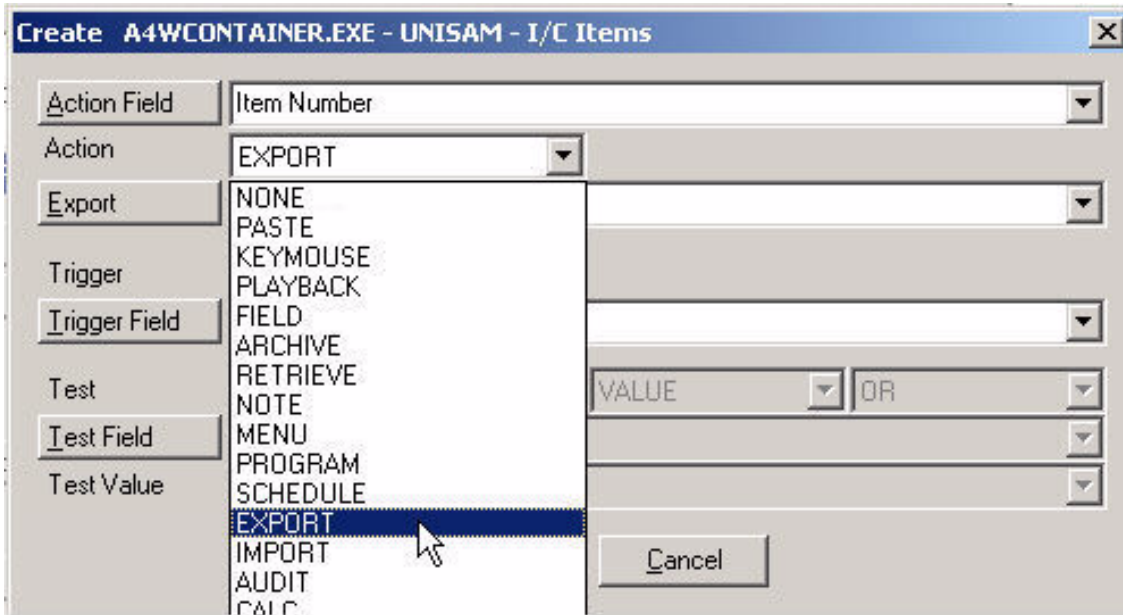 Create A4WCONTAINER.EXE - UNISAM - I/C Items
Action Field Item Number
Action EXPORT
Export NONE
PASTE
KEYMOUSE
Trigger PLAYBACK
Trigger Field FIELD
ARCHIVE
RETRIEVE
Test NOTE VALUE OR
Test Field MENU
PROGRAM
Test Value SCHEDULE
EXPORT
IMPORT
Cancel
AUDIT
CALC